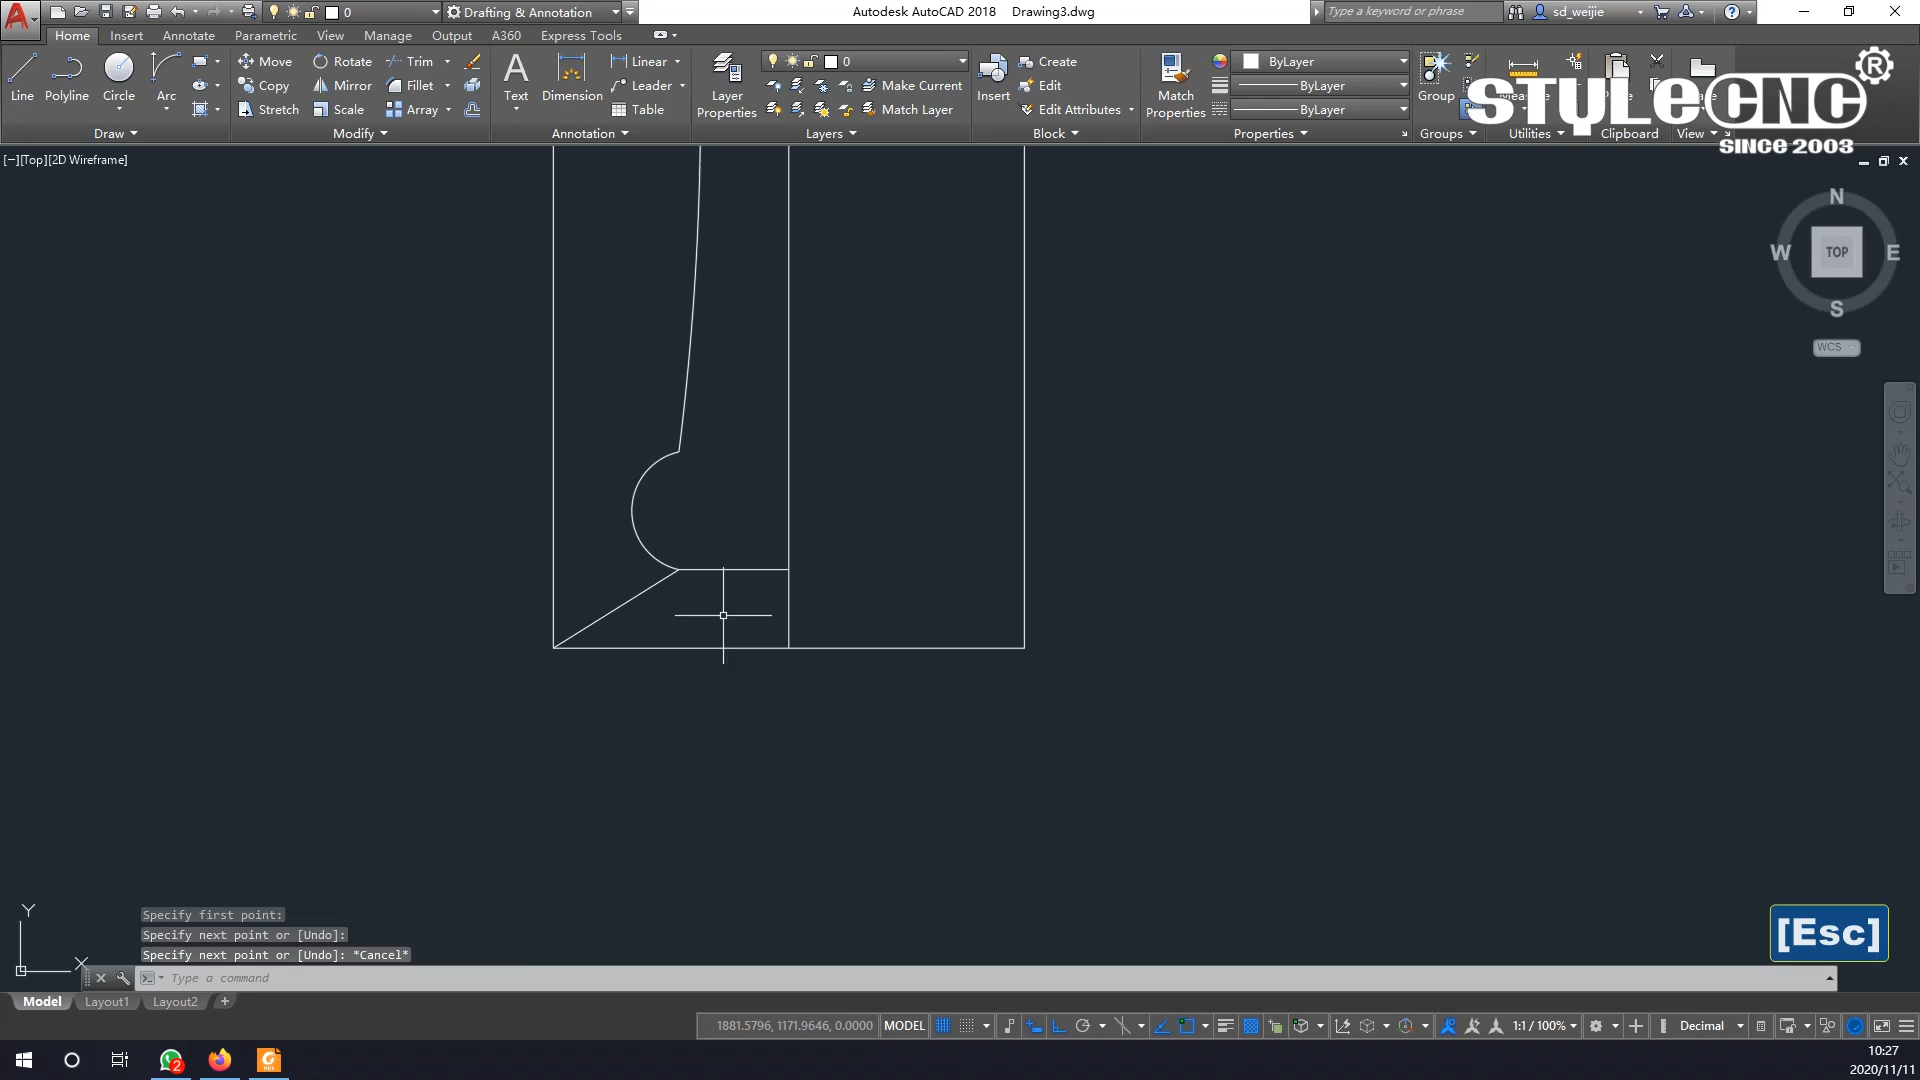 0
Drafting & Annotation
Autodesk AutoCAD 2018 Drawing3.dwg
Type a keyword or phrase
sd_weijie
Home Insert Annotate Parametric View Manage Output A360 Express Tools
Line
Polyline
Circle
Arc
Draw
Move Rotate Trim
Copy Mirror Fillet
Stretch Scale Array
Modify
A
Text
Dimension
Linear
Leader
Table
Annotation
Layer
Properties
0
Make Current
Match Layer
Layers
Insert
Create
Edit
Edit Attributes
Block
Match
Properties
ByLayer
ByLayer
ByLayer
Properties
Group
Groups
Utilities
Clipboard
View
STYLECNC®
SINCE 2003
[−][Top][2D Wireframe]
N
W TOP E
S
WCS
Y
X
Specify first point:
Specify next point or [Undo]:
Specify next point or [Undo]: *Cancel*
[Esc]
Type a command
Model Layout1 Layout2 +
1881.5796, 1171.9646, 0.0000 MODEL 1:1 / 100% Decimal
2
G
PDF
10:27
2020/11/11